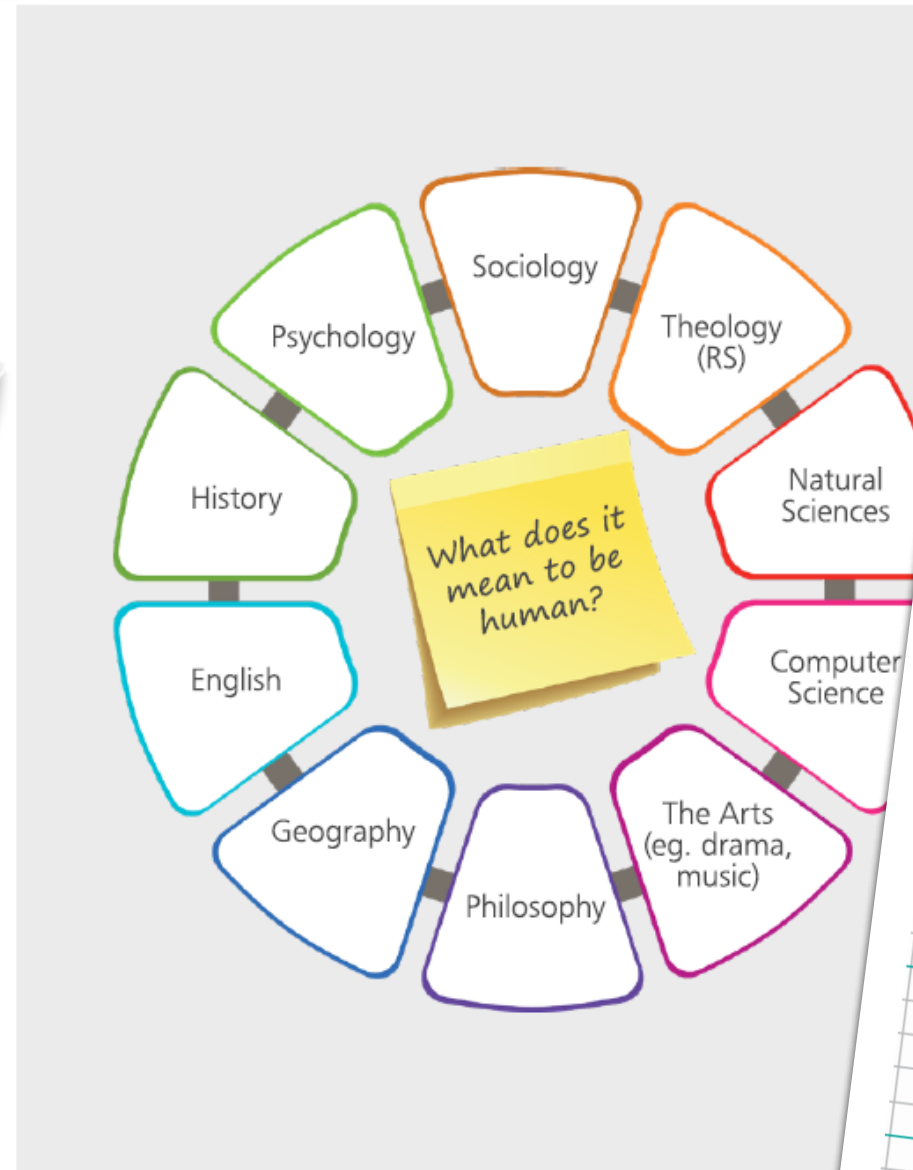 Sociology
Theology
(RS)
Natural
Sciences
Computer
Science
The Arts
(eg. drama,
music)
Philosophy
Geography
English
History
Psychology
What does it
mean to be
human?